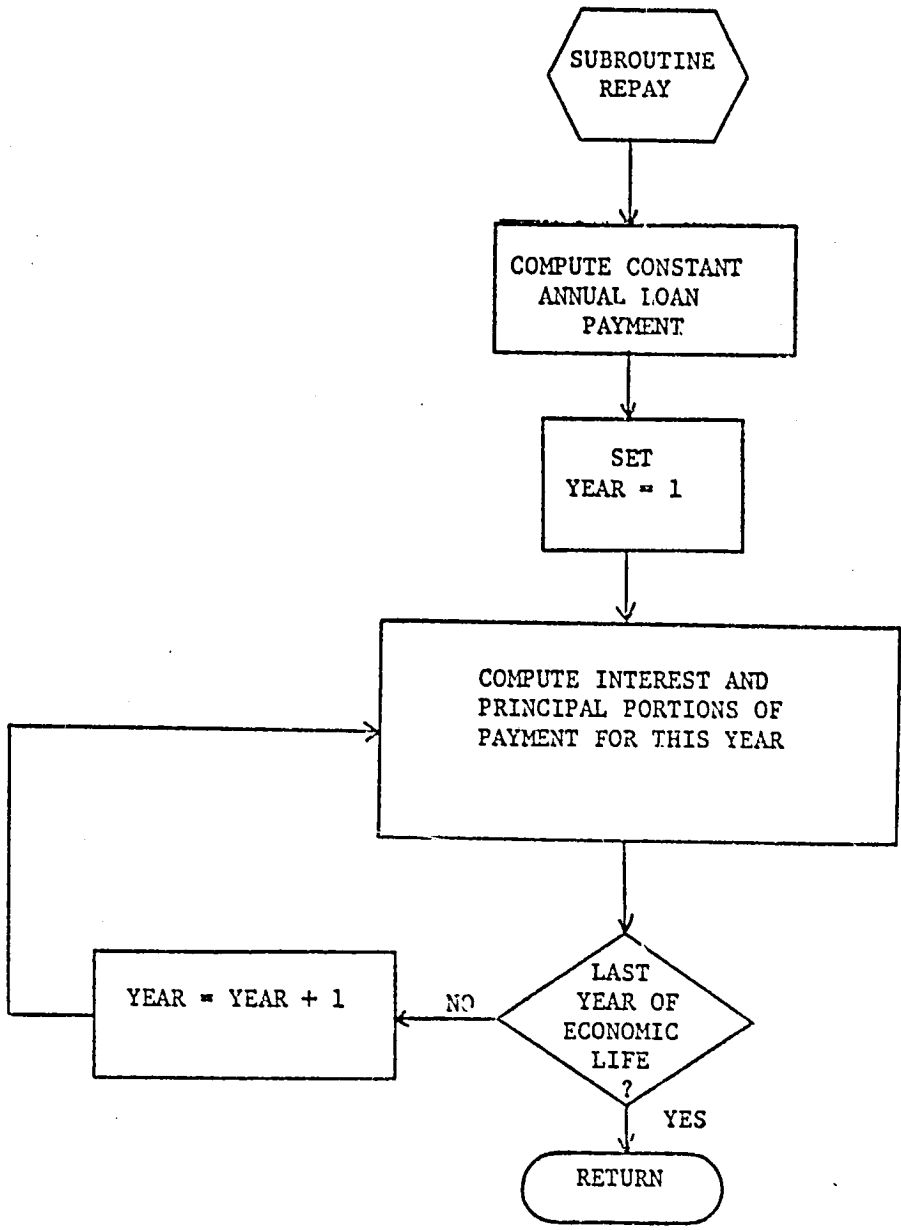 SUBROUTINE
REPAY
COMPUTE CONSTANT
ANNUAL LOAN
PAYMENT
SET
YEAR = 1
COMPUTE INTEREST AND
PRINCIPAL PORTIONS OF
PAYMENT FOR THIS YEAR
LAST
YEAR OF
ECONOMIC
LIFE
?
NO
YEAR = YEAR + 1
YES
RETURN